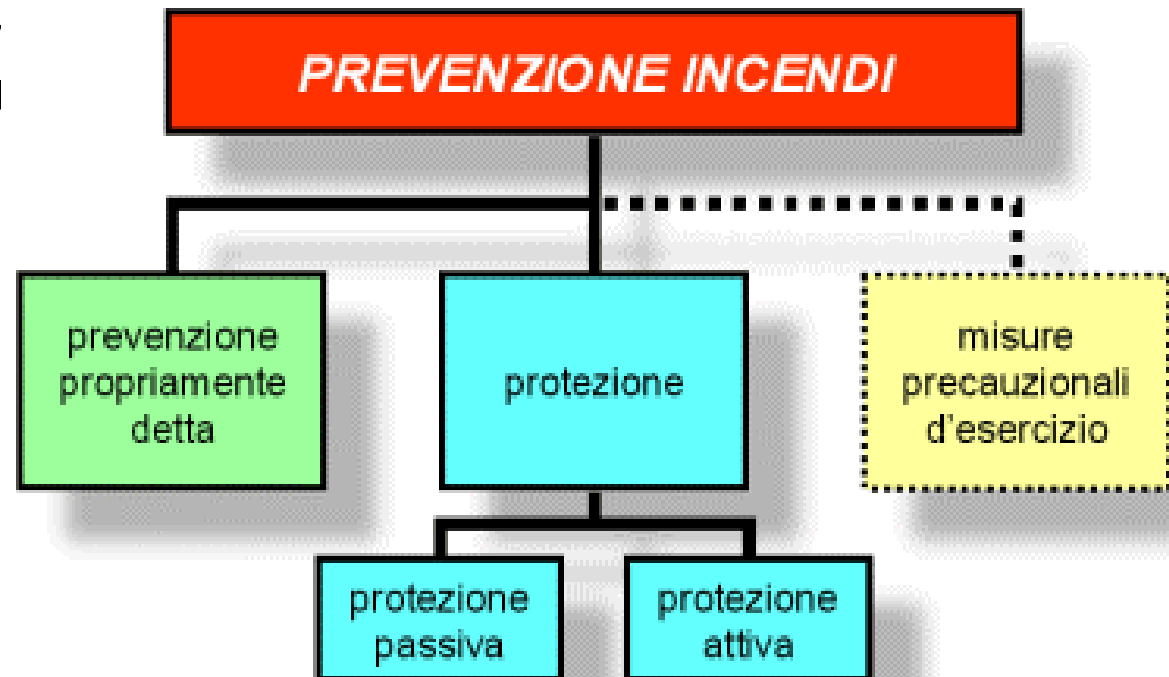 PREVENZIONE INCENDI
prevenzione
propriamente
detta
protezione
misure
precauzionali
d'esercizio
protezione
passiva
protezione
attiva